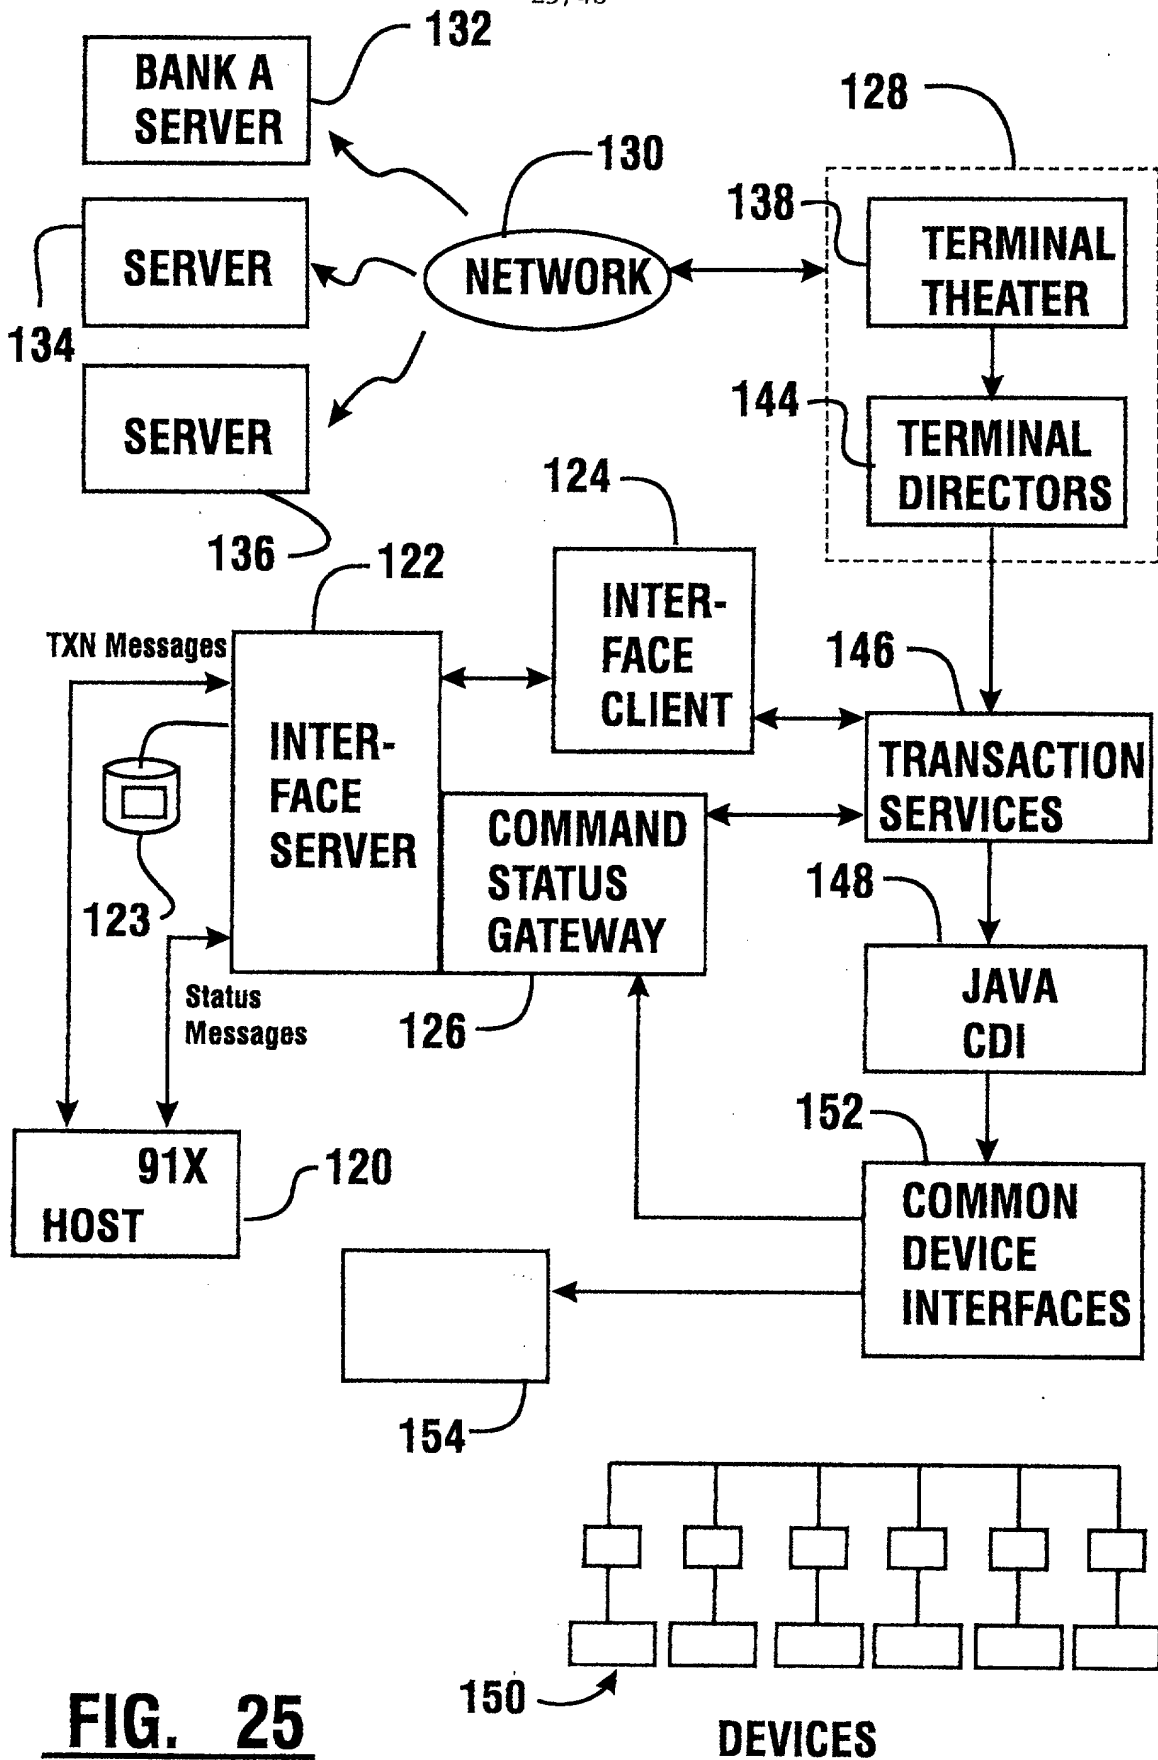 132
BANK A
SERVER
128
130
138
TERMINAL
THEATER
SERVER
NETWORK
134
144
TERMINAL
DIRECTORS
SERVER
124
136
122
INTER-
FACE
CLIENT
TXN Messages
146
INTER-
FACE
SERVER
TRANSACTION
SERVICES
COMMAND
STATUS
GATEWAY
148
123
JAVA
CDI
Status
Messages
126
152
91X
HOST
120
COMMON
DEVICE
INTERFACES
154
150
FIG. 25
DEVICES